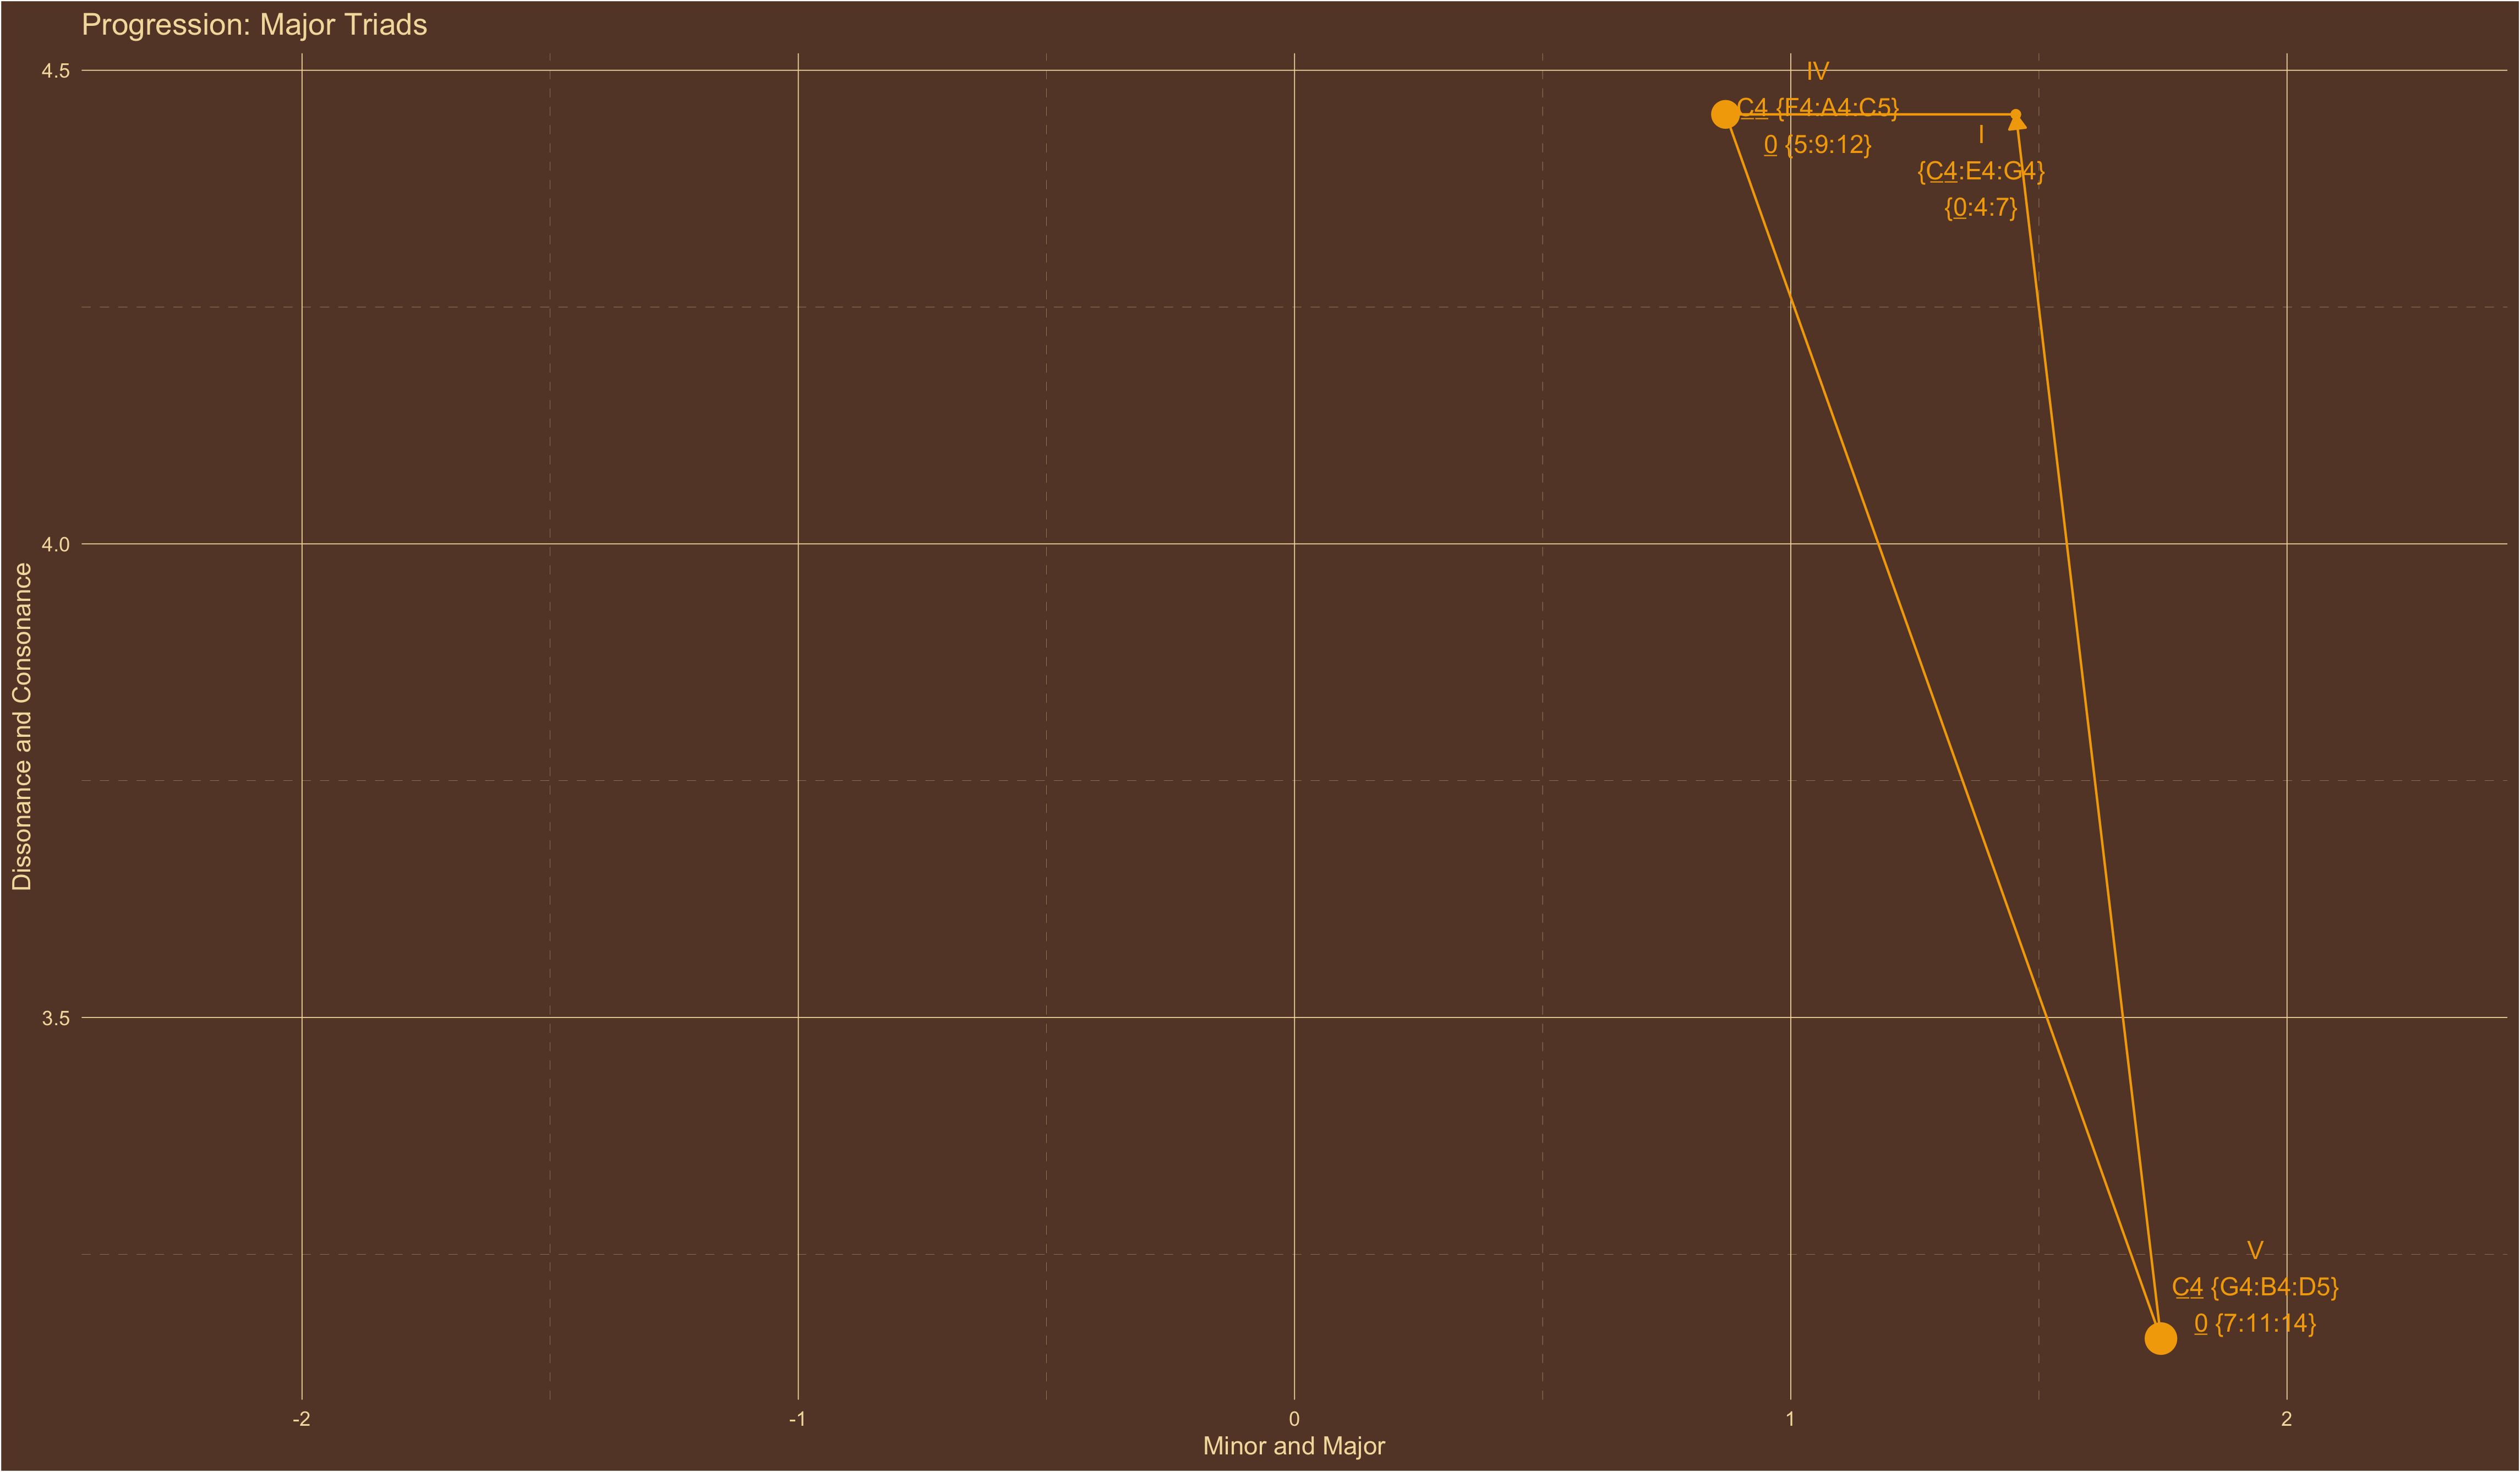 Progression: Major Triads
4.5
4.0
3.5
Dissonance and Consonance
IV
C4 {F4:A4:C5}
0 {5:9:12}
I
{C4:E4:G4}
{0:4:7}
V
C4 {G4:B4:D5}
0 {7:11:14}
-2
-1
0
1
2
Minor and Major